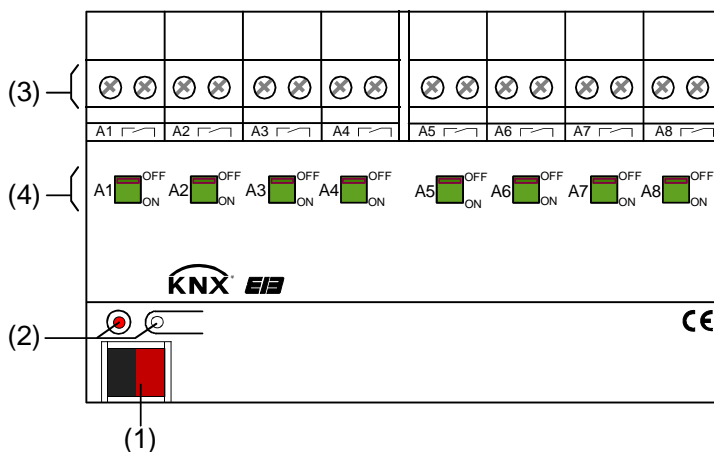 (3)
A1 A2 A3 A4 A5 A6 A7 A8
(4)
A1 OFF ON A2 OFF ON A3 OFF ON A4 OFF ON A5 OFF ON A6 OFF ON A7 OFF ON A8 OFF ON
KNX EIB
(2)
CE
(1)